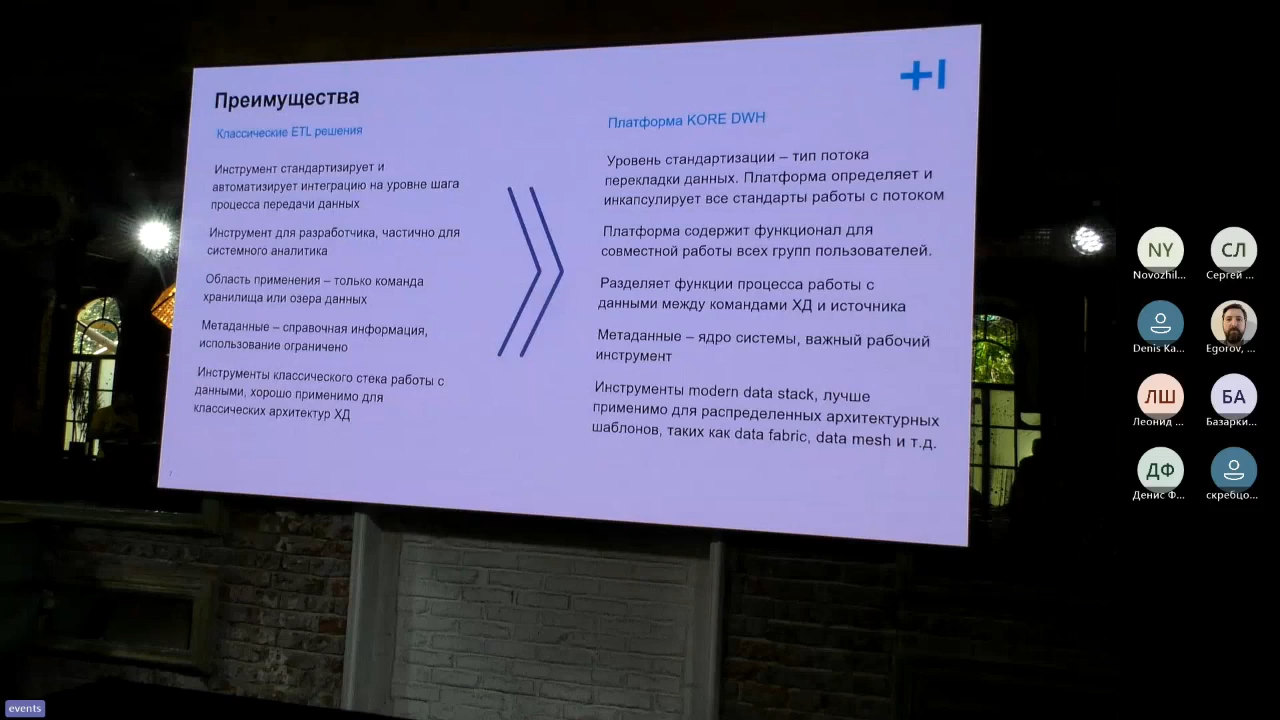 Преимущества
Классические ETL решения
Инструмент стандартизирует и
автоматизирует интеграцию на уровне шага
процесса передачи данных
Инструмент для разработчика, частично для
системного аналитика
Область применения – только команда
хранилища или озера данных
Метаданные – справочная информация,
использование ограничено
Инструменты классического стека работы с
данными, хорошо применимо для
классических архитектур ХД
7
+I
Платформа KORE DWH
Уровень стандартизации – тип потока
перекладки данных. Платформа определяет и
инкапсулирует все стандарты работы с потоком
Платформа содержит функционал для
совместной работы всех групп пользователей.
Разделяет функции процесса работы с
данными между командами ХД и источника
Метаданные – ядро системы, важный рабочий
инструмент
Инструменты modern data stack, лучше
применимо для распределенных архитектурных
шаблонов, таких как data fabric, data mesh и т.д.
NY
Novozhil...
СЛ
Сергей ...
Denis Ka...
Egorov, ...
ЛШ
Леонид ...
БА
Базарки...
ДФ
Денис Ф...
скребцо...
events